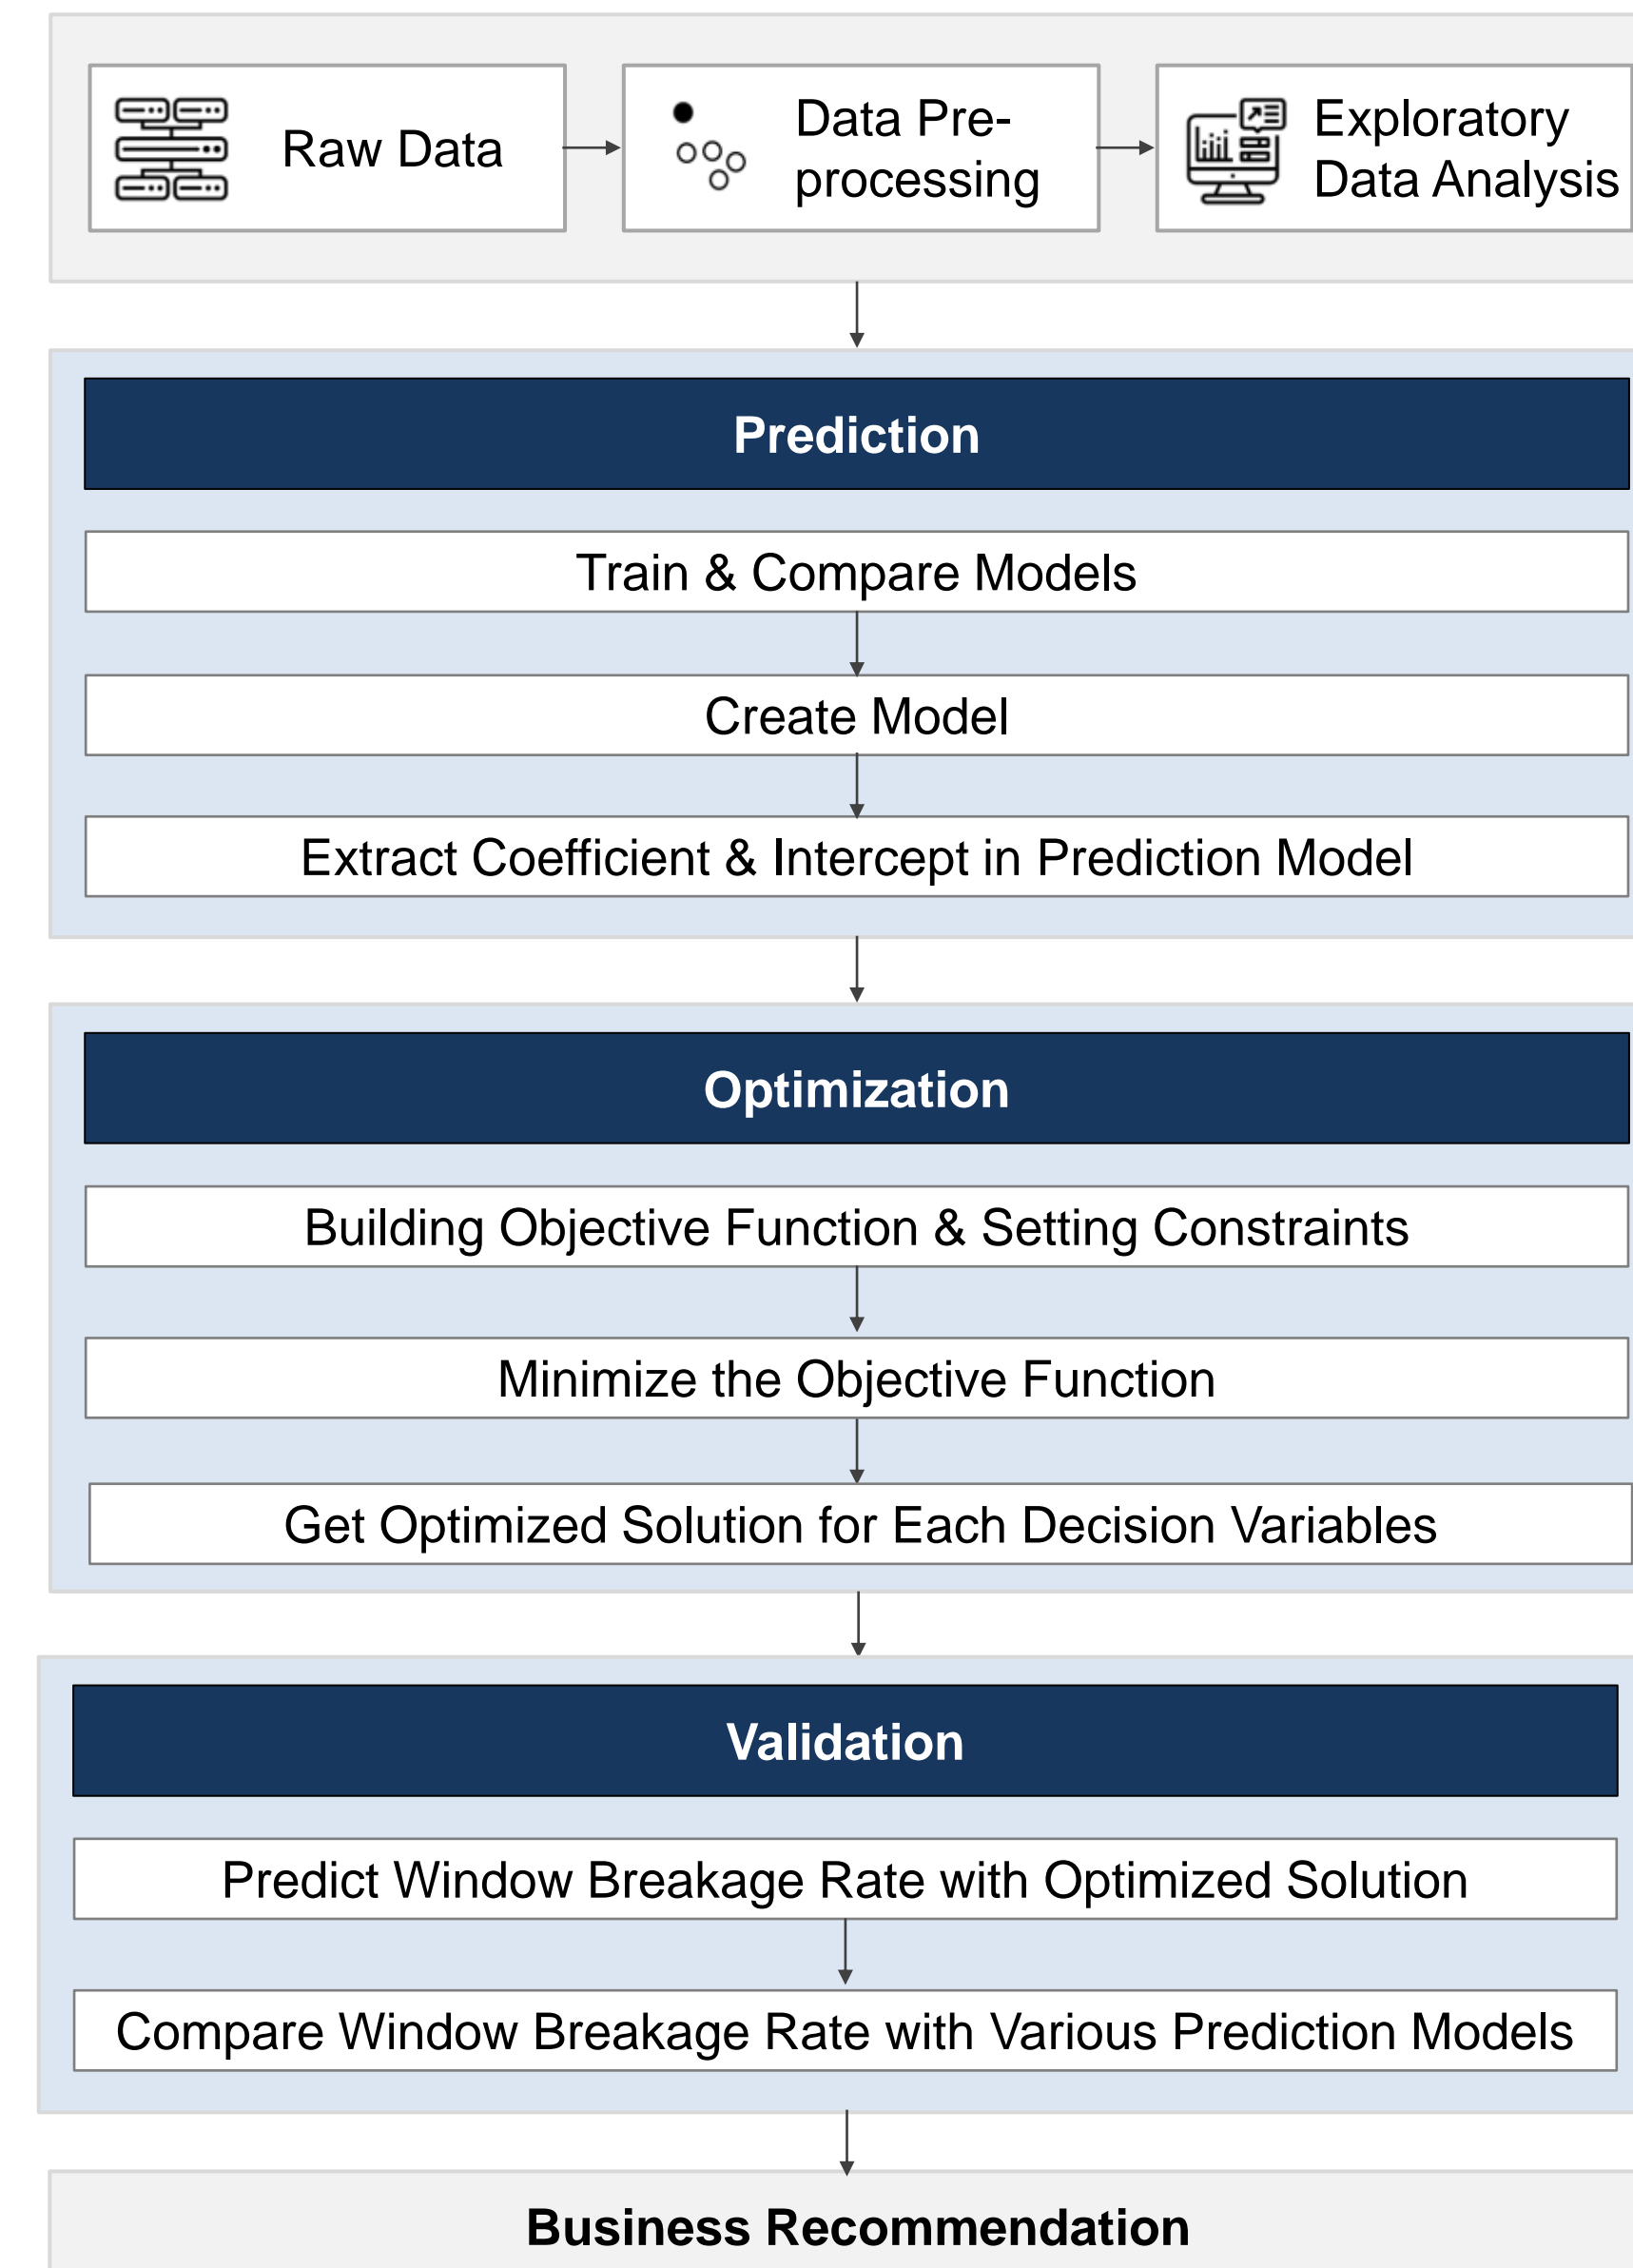 Raw Data
Data Pre-
processing
Exploratory
Data Analysis
Prediction
Train & Compare Models
Create Model
Extract Coefficient & Intercept in Prediction Model
Optimization
Building Objective Function & Setting Constraints
Minimize the Objective Function
Get Optimized Solution for Each Decision Variables
Validation
Predict Window Breakage Rate with Optimized Solution
Compare Window Breakage Rate with Various Prediction Models
Business Recommendation